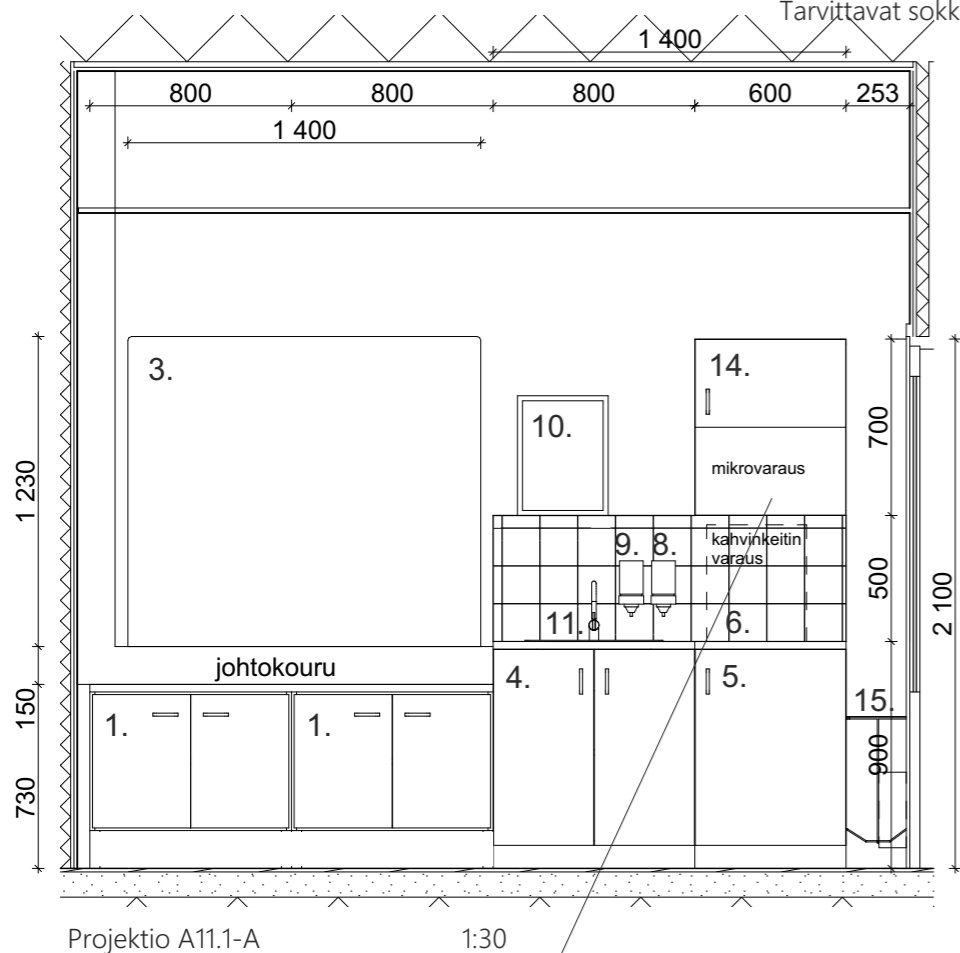 Tarvittavat sokk
1 400
800 800 800 600 253
1 400
3.
14.
10.
mikrovaraus
700
1 230
kahvinkeitin
varaus
9. 8.
500
2 100
11.
6.
johtokouru
4.
5.
150
1.
1.
15.
900
730
Projektio A11.1-A 1:30